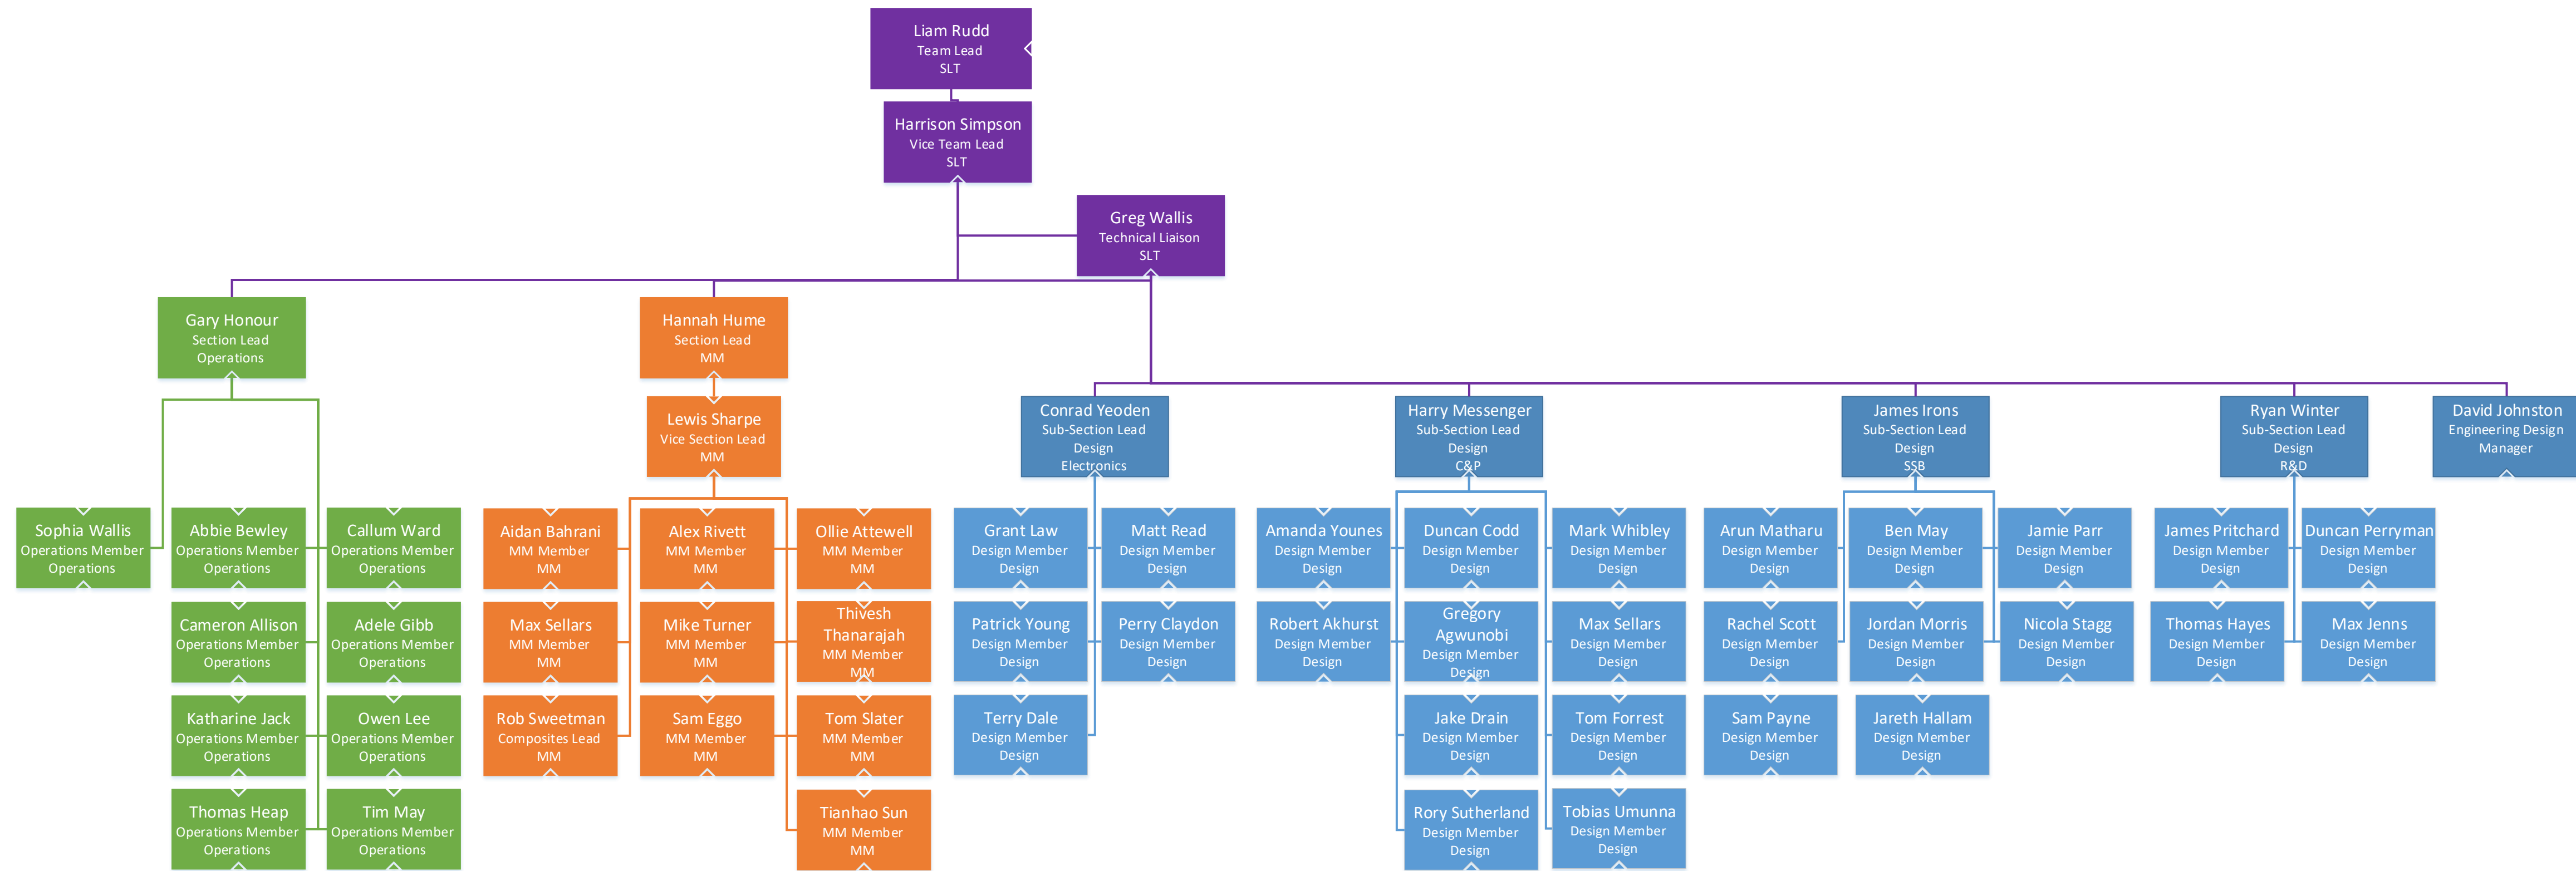 Liam Rudd
Team Lead
SLT
Harrison Simpson
Vice Team Lead
SLT
Greg Wallis
Technical Liaison
SLT
Gary Honour
Section Lead
Operations
Hannah Hume
Section Lead
MM
Lewis Sharpe
Vice Section Lead
MM
Conrad Yeoden
Sub-Section Lead
Design
Electronics
Harry Messenger
Sub-Section Lead
Design
C&P
James Irons
Sub-Section Lead
Design
SSB
Ryan Winter
Sub-Section Lead
Design
R&D
David Johnston
Engineering Design
Manager
Sophia Wallis
Operations Member
Operations
Abbie Bewley
Operations Member
Operations
Callum Ward
Operations Member
Operations
Cameron Allison
Operations Member
Operations
Adele Gibb
Operations Member
Operations
Katharine Jack
Operations Member
Operations
Owen Lee
Operations Member
Operations
Thomas Heap
Operations Member
Operations
Tim May
Operations Member
Operations
Aidan Bahrani
MM Member
MM
Alex Rivett
MM Member
MM
Ollie Attewell
MM Member
MM
Max Sellars
MM Member
MM
Mike Turner
MM Member
MM
Thivesh
Thanarajah
MM Member
MM
Rob Sweetman
Composites Lead
MM
Sam Eggo
MM Member
MM
Tom Slater
MM Member
MM
Tianhao Sun
MM Member
MM
Grant Law
Design Member
Design
Matt Read
Design Member
Design
Patrick Young
Design Member
Design
Perry Claydon
Design Member
Design
Terry Dale
Design Member
Design
Amanda Younes
Design Member
Design
Duncan Codd
Design Member
Design
Mark Whibley
Design Member
Design
Robert Akhurst
Design Member
Design
Gregory
Agwunobi
Design Member
Design
Max Sellars
Design Member
Design
Jake Drain
Design Member
Design
Tom Forrest
Design Member
Design
Rory Sutherland
Design Member
Design
Tobias Umunna
Design Member
Design
Arun Matharu
Design Member
Design
Ben May
Design Member
Design
Jamie Parr
Design Member
Design
Rachel Scott
Design Member
Design
Jordan Morris
Design Member
Design
Nicola Stagg
Design Member
Design
Sam Payne
Design Member
Design
Jareth Hallam
Design Member
Design
James Pritchard
Design Member
Design
Duncan Perryman
Design Member
Design
Thomas Hayes
Design Member
Design
Max Jenns
Design Member
Design